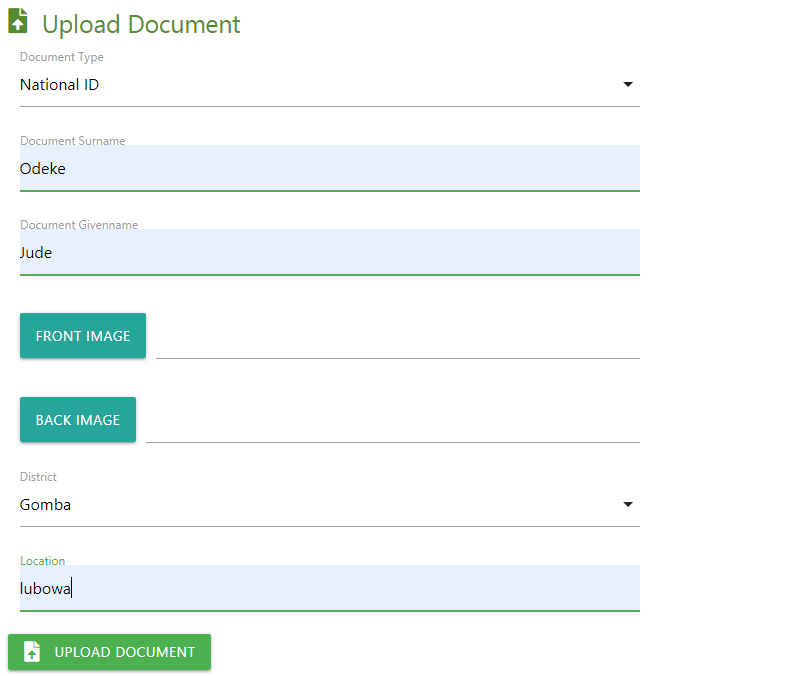 Upload Document
Document Type
National ID
Document Surname
Odeke
Document Givenname
Jude
FRONT IMAGE
BACK IMAGE
District
Gomba
Location
lubowa
UPLOAD DOCUMENT